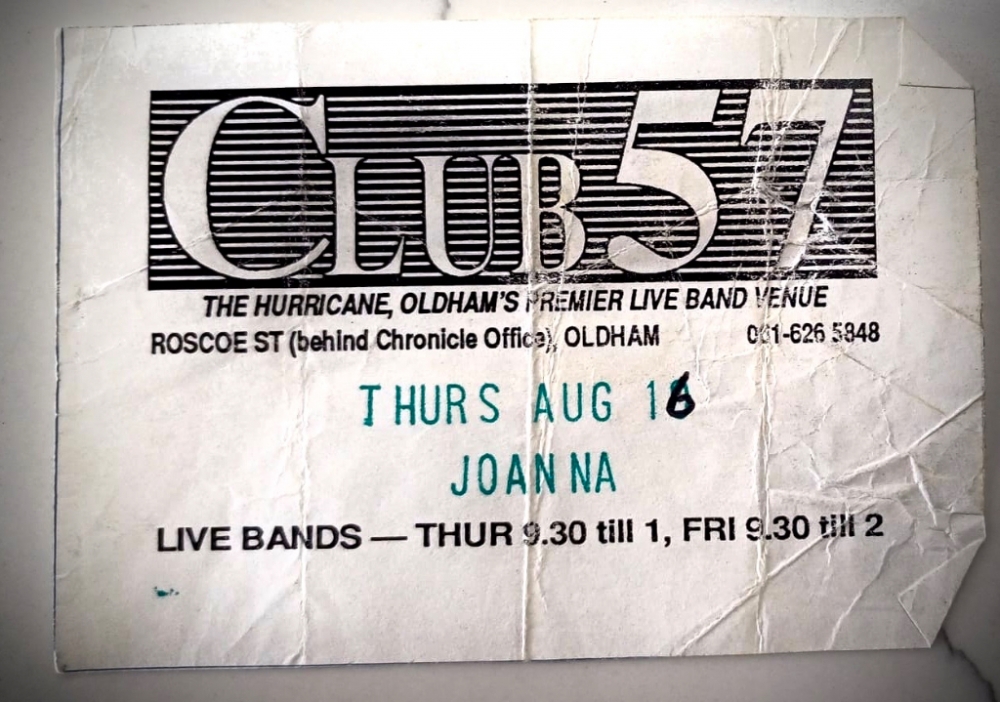 CLUB 57
THE HURRICANE, OLDHAM'S PREMIER LIVE BAND VENUE
ROSCOE ST (behind Chronicle Office), OLDHAM 061-626 5848
THURS AUG 16
JOANNA
LIVE BANDS — THUR 9.30 till 1, FRI 9.30 till 2